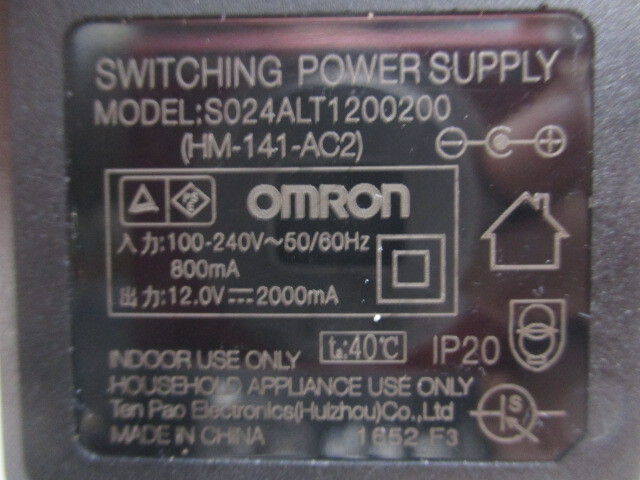 SWITCHING POWER SUPPLY
MODEL:S024ALT1200200
(HM-141-AC2)
OMRON
入力:100-240V～50/60Hz
800mA
出力:12.0V⎓2000mA
ta:40℃ IP20
INDOOR USE ONLY
HOUSEHOLD APPLIANCE USE ONLY
Ten Pao Electronics(Huizhou)Co.,Ltd
MADE IN CHINA 1652 F3
S